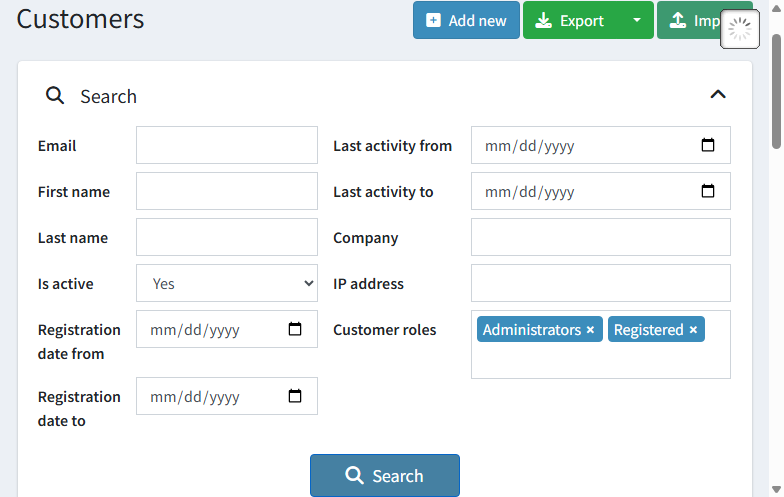 Customers
Add new
Export
Search
Email
Last activity from
mm/dd/yyyy
First name
Last activity to
mm/dd/yyyy
Last name
Company
Is active
Yes
IP address
Registration date from
mm/dd/yyyy
Customer roles
Administrators ×
Registered ×
Registration date to
mm/dd/yyyy
Search